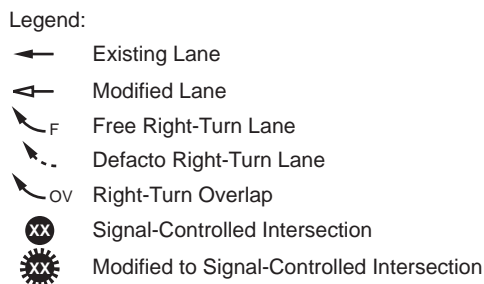 Legend:
Existing Lane
Modified Lane
F Free Right-Turn Lane
Defacto Right-Turn Lane
OV Right-Turn Overlap
XX Signal-Controlled Intersection
XX Modified to Signal-Controlled Intersection